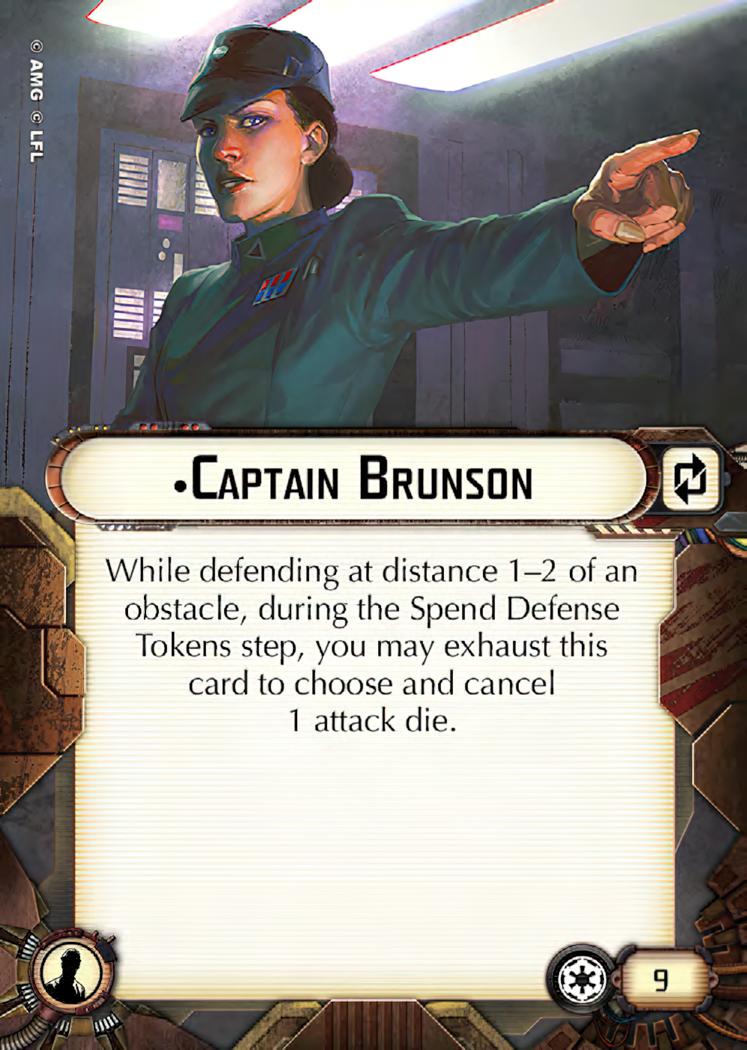 © AMG © LFL
•Captain Brunson
While defending at distance 1–2 of an
obstacle, during the Spend Defense
Tokens step, you may exhaust this
card to choose and cancel
1 attack die.
9